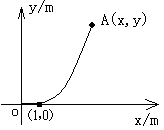 y/m
A(x,y)
O
(1,0)
x/m